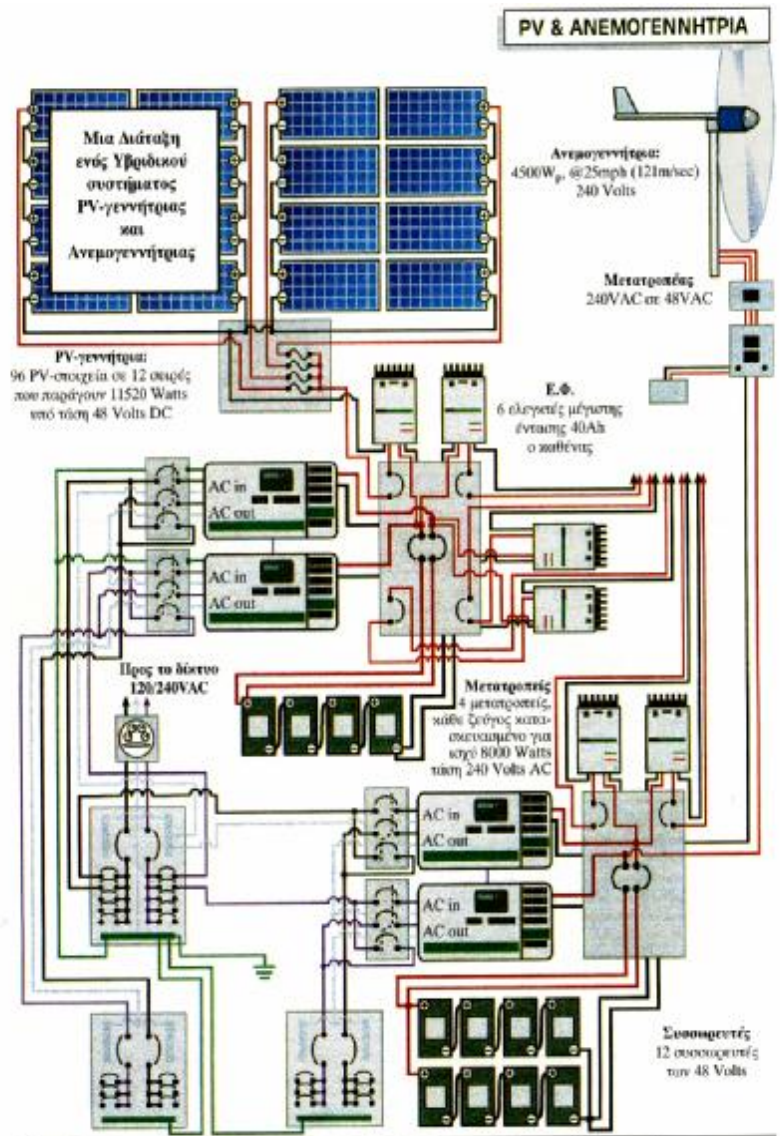 PV & ΑΝΕΜΟΓΕΝΝΗΤΡΙΑ
Μια Διάταξη
ενός Υβριδικού
συστήματος
PV-γεννήτριας
και
Ανεμογεννήτριας
Ανεμογεννήτρια:
4500Wp, @25mph (121m/sec)
240 Volts
Μετατροπέας
240VAC σε 48VAC
PV-γεννήτρια:
96 PV-στοιχεία σε 12 σειρές
που παράγουν 11520 Watts
υπό τάση 48 Volts DC
Ε.Φ.
6 ελεγκτές μέγιστης
έντασης 40Ah
ο καθένας
AC in
AC out
AC in
AC out
Προς το δίκτυο
120/240VAC
Μετατροπείς
4 μετατροπείς,
κάθε ζεύγος κατα-
σκευασμένο για
ισχύ 8000 Watts
τάση 240 Volts AC
AC in
AC out
AC in
AC out
Συσσωρευτές
12 συσσωρευτές
των 48 Volts